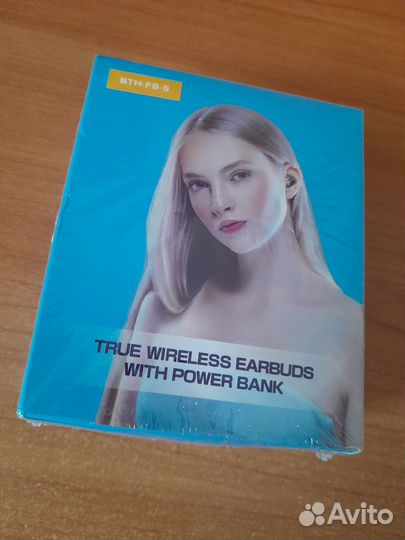 BTH-F9-5
TRUE WIRELESS EARBUDS
WITH POWER BANK
Avito